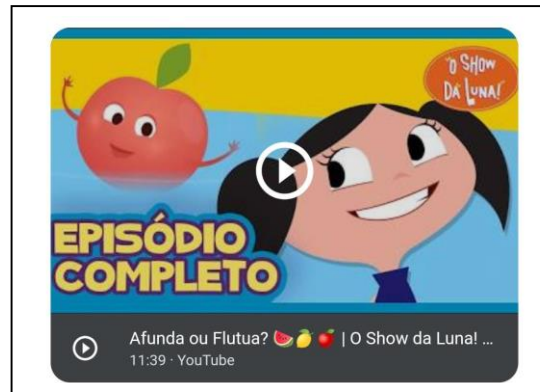 O SHOW
DA LUNA!
EPISÓDIO
COMPLETO
Afunda ou Flutua? 🍉🍋🍎 | O Show da Luna! ...
11:39 · YouTube